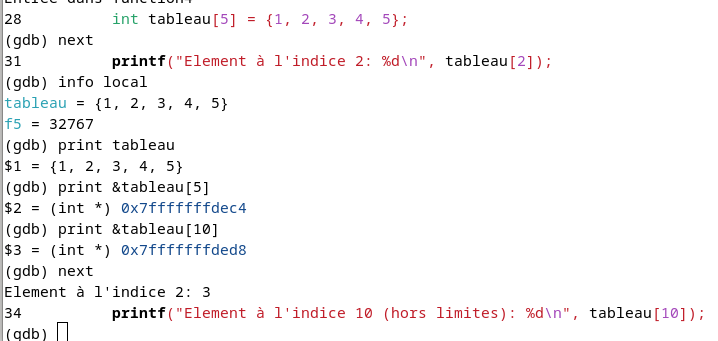 Entree dans function4
28          int tableau[5] = {1, 2, 3, 4, 5};
(gdb) next
31          printf("Element à l'indice 2: %d\n", tableau[2]);
(gdb) info local
tableau = {1, 2, 3, 4, 5}
f5 = 32767
(gdb) print tableau
$1 = {1, 2, 3, 4, 5}
(gdb) print &tableau[5]
$2 = (int *) 0x7fffffffdec4
(gdb) print &tableau[10]
$3 = (int *) 0x7fffffffded8
(gdb) next
Element à l'indice 2: 3
34          printf("Element à l'indice 10 (hors limites): %d\n", tableau[10]);
(gdb)